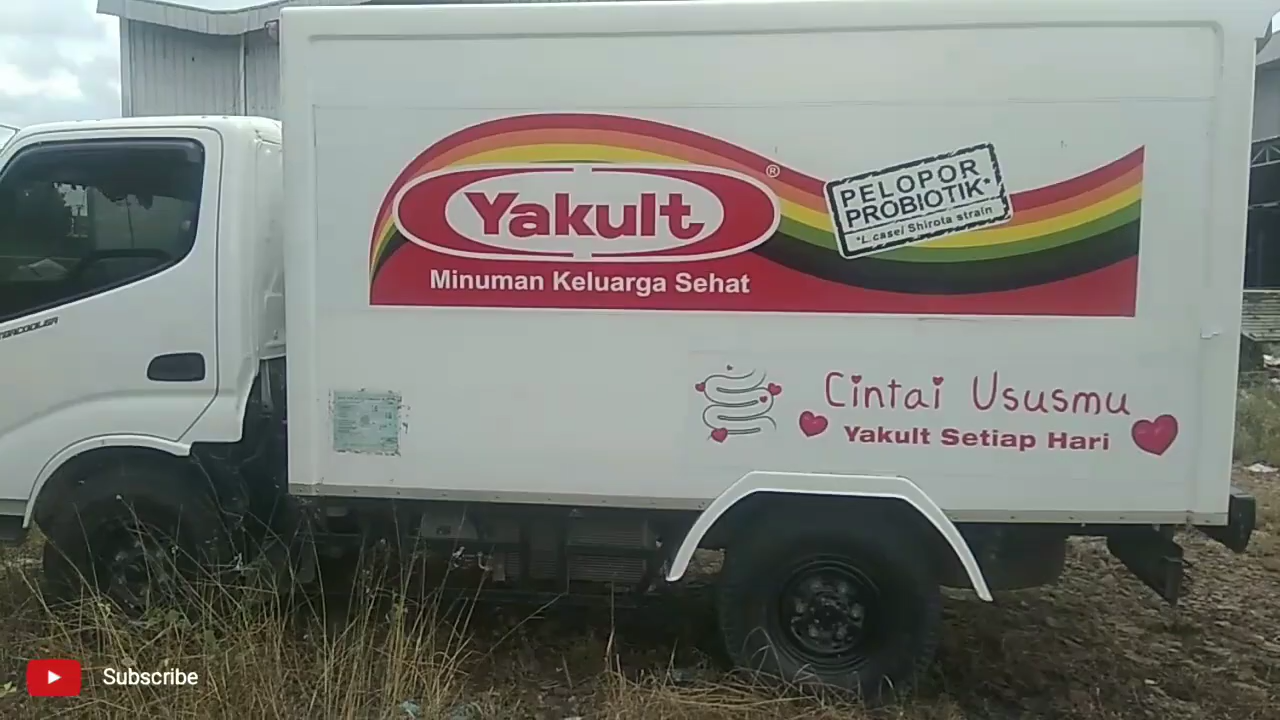 Yakult®
Minuman Keluarga Sehat
PELOPOR
PROBIOTIK*
*L.casei Shirota strain
Cintai Ususmu
Yakult Setiap Hari
Subscribe